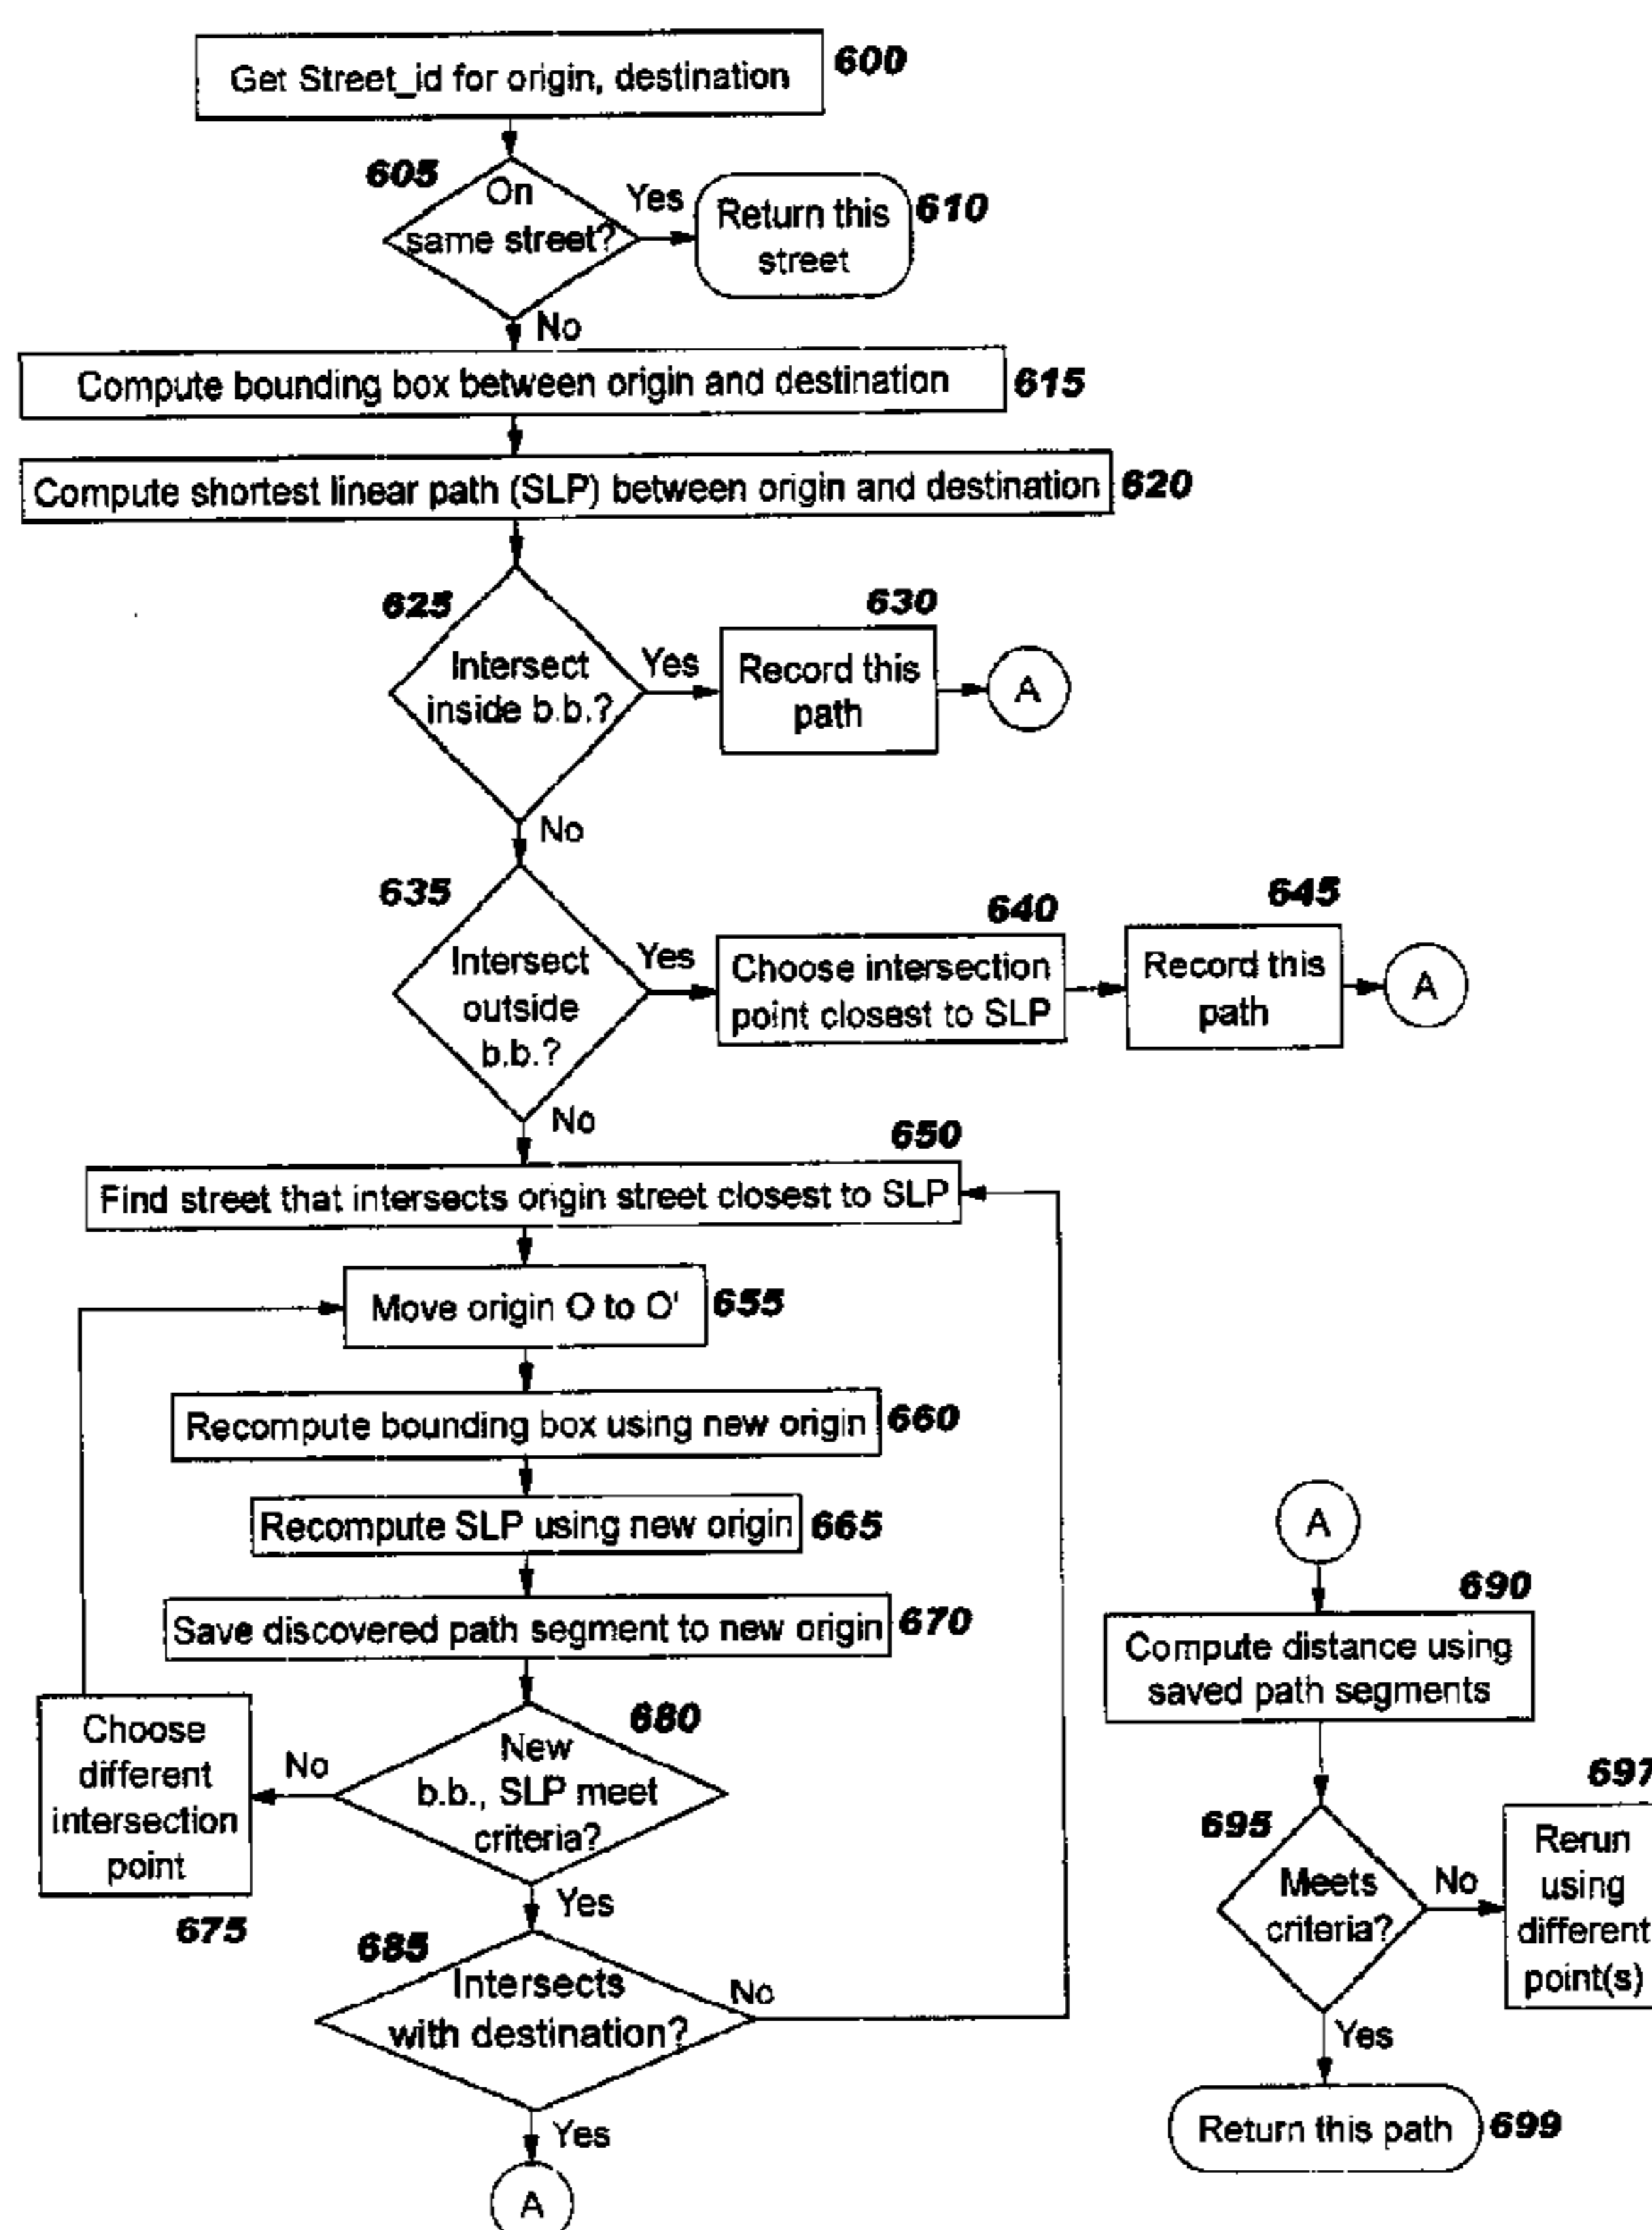 Get Street_id for origin, destination
600
605
On
same street?
Yes
Return this
street
610
No
Compute bounding box between origin and destination
615
Compute shortest linear path (SLP) between origin and destination
620
625
Intersect
inside b.b.?
Yes
630
Record this
path
A
No
635
Intersect
outside
b.b.?
Yes
640
Choose intersection
point closest to SLP
645
Record this
path
A
No
650
Find street that intersects origin street closest to SLP
Move origin O to O'
655
Recompute bounding box using new origin
660
Recompute SLP using new origin
665
Save discovered path segment to new origin
670
680
New
b.b., SLP meet
criteria?
No
Choose
different
intersection
point
675
Yes
685
Intersects
with destination?
No
Yes
A
A
690
Compute distance using
saved path segments
695
Meets
criteria?
No
697
Rerun
using
different
point(s)
Yes
Return this path
699